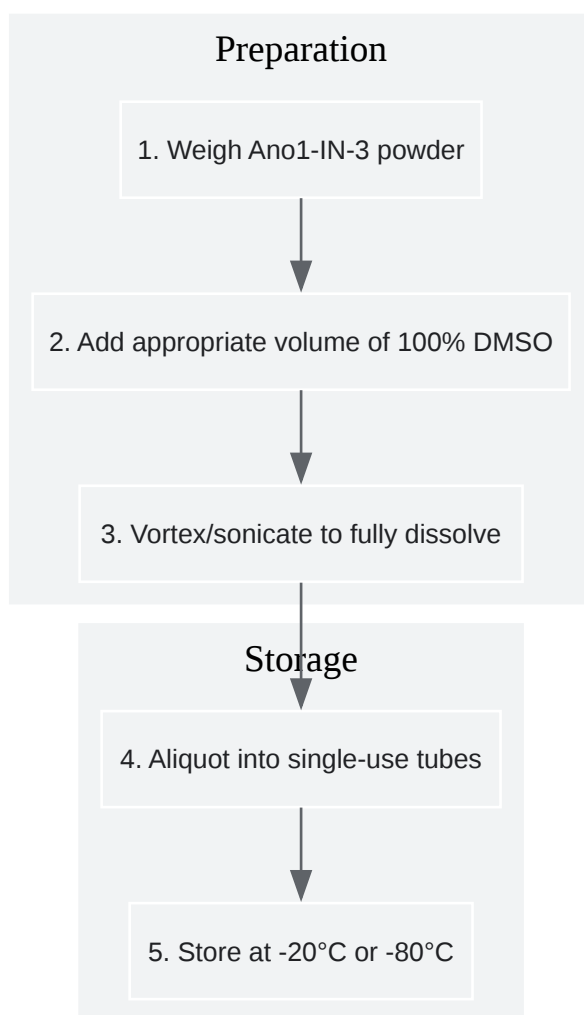 Preparation
1. Weigh Ano1-IN-3 powder
2. Add appropriate volume of 100% DMSO
3. Vortex/sonicate to fully dissolve
Storage
4. Aliquot into single-use tubes
5. Store at -20°C or -80°C